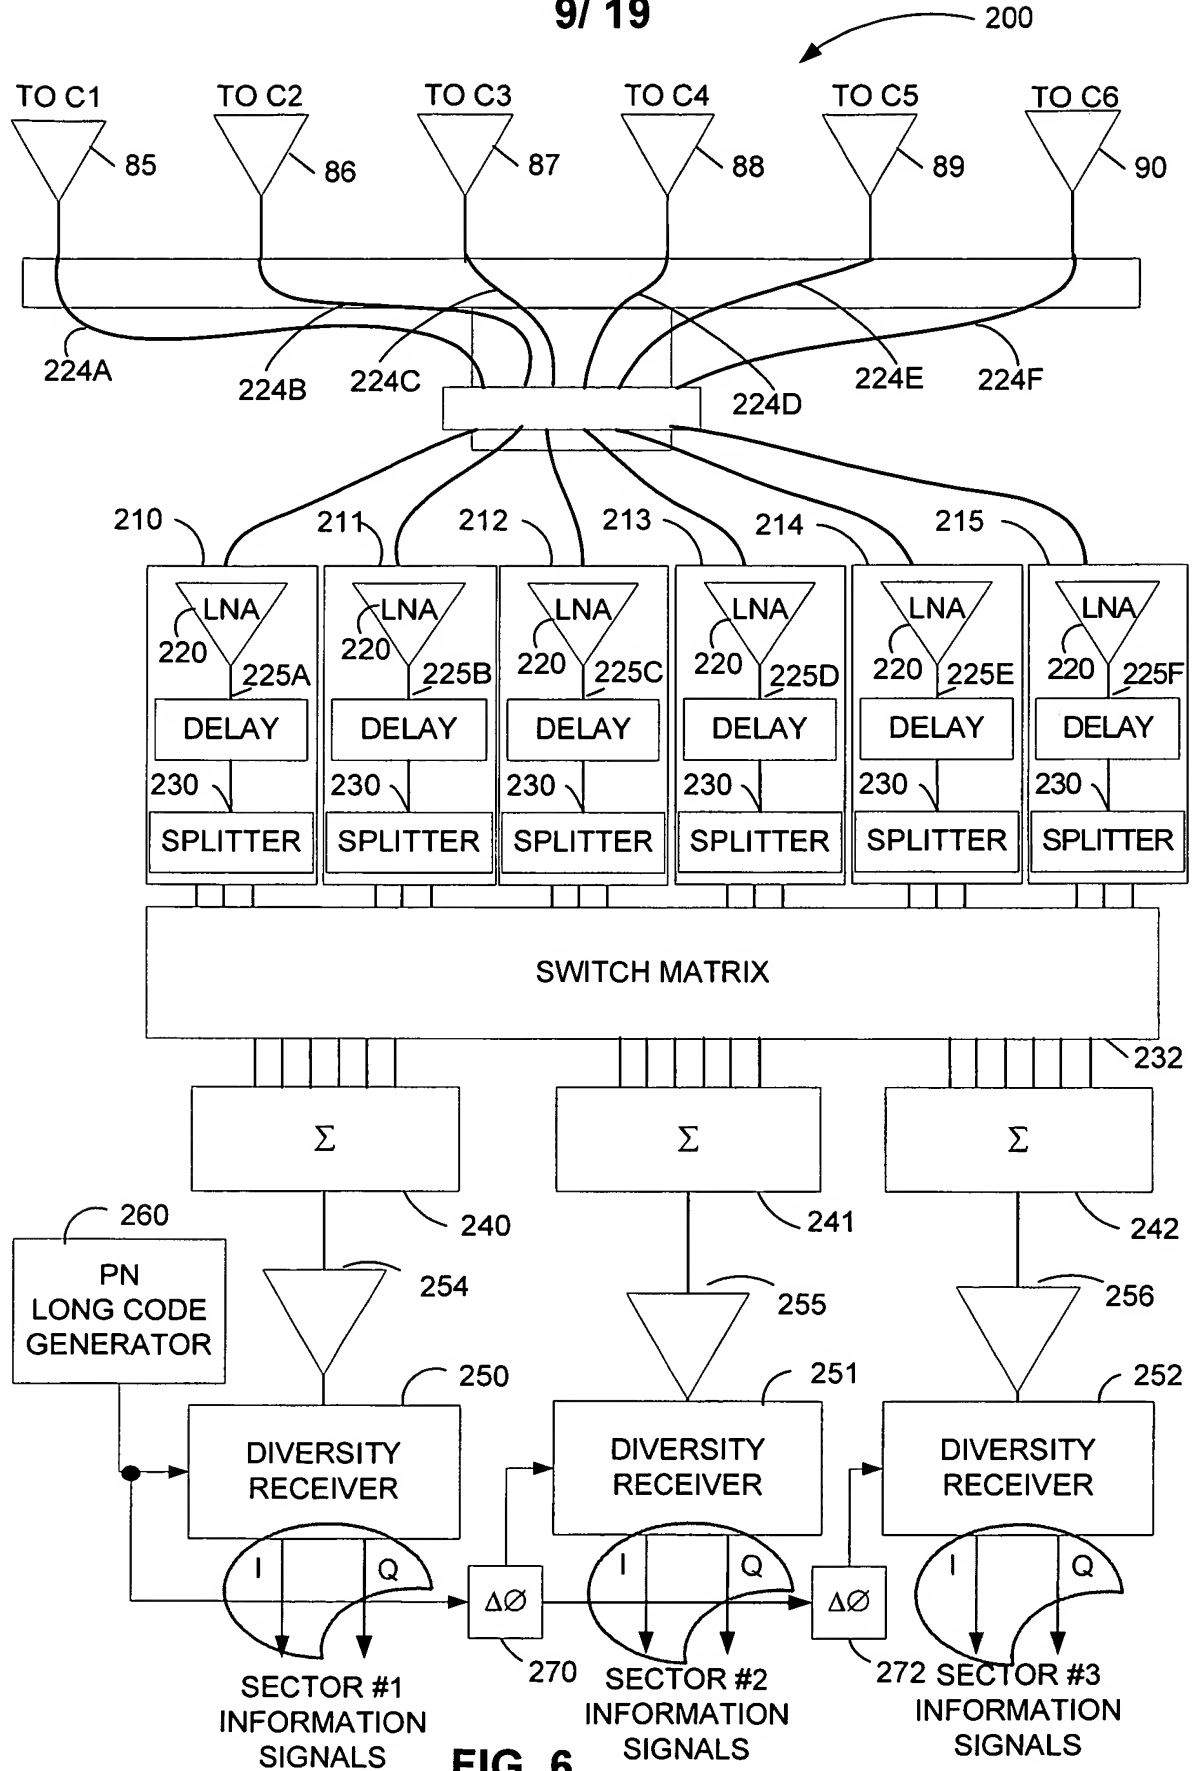 9/ 19
200
TO C1 TO C2 TO C3 TO C4 TO C5 TO C6
85 86 87 88 89 90
224A 224B 224C 224D 224E 224F
210 211 212 213 214 215
LNA LNA LNA LNA LNA LNA
220 220 220 220 220 220
225A 225B 225C 225D 225E 225F
DELAY DELAY DELAY DELAY DELAY DELAY
230 230 230 230 230 230
SPLITTER SPLITTER SPLITTER SPLITTER SPLITTER SPLITTER
SWITCH MATRIX
232
Σ Σ Σ
240 241 242
260
PN
LONG CODE
GENERATOR
254 255 256
250 251 252
DIVERSITY
RECEIVER
DIVERSITY
RECEIVER
DIVERSITY
RECEIVER
I Q I Q I Q
ΔØ ΔØ
270 272
SECTOR #1
INFORMATION
SIGNALS
SECTOR #2
INFORMATION
SIGNALS
SECTOR #3
INFORMATION
SIGNALS
FIG. 6